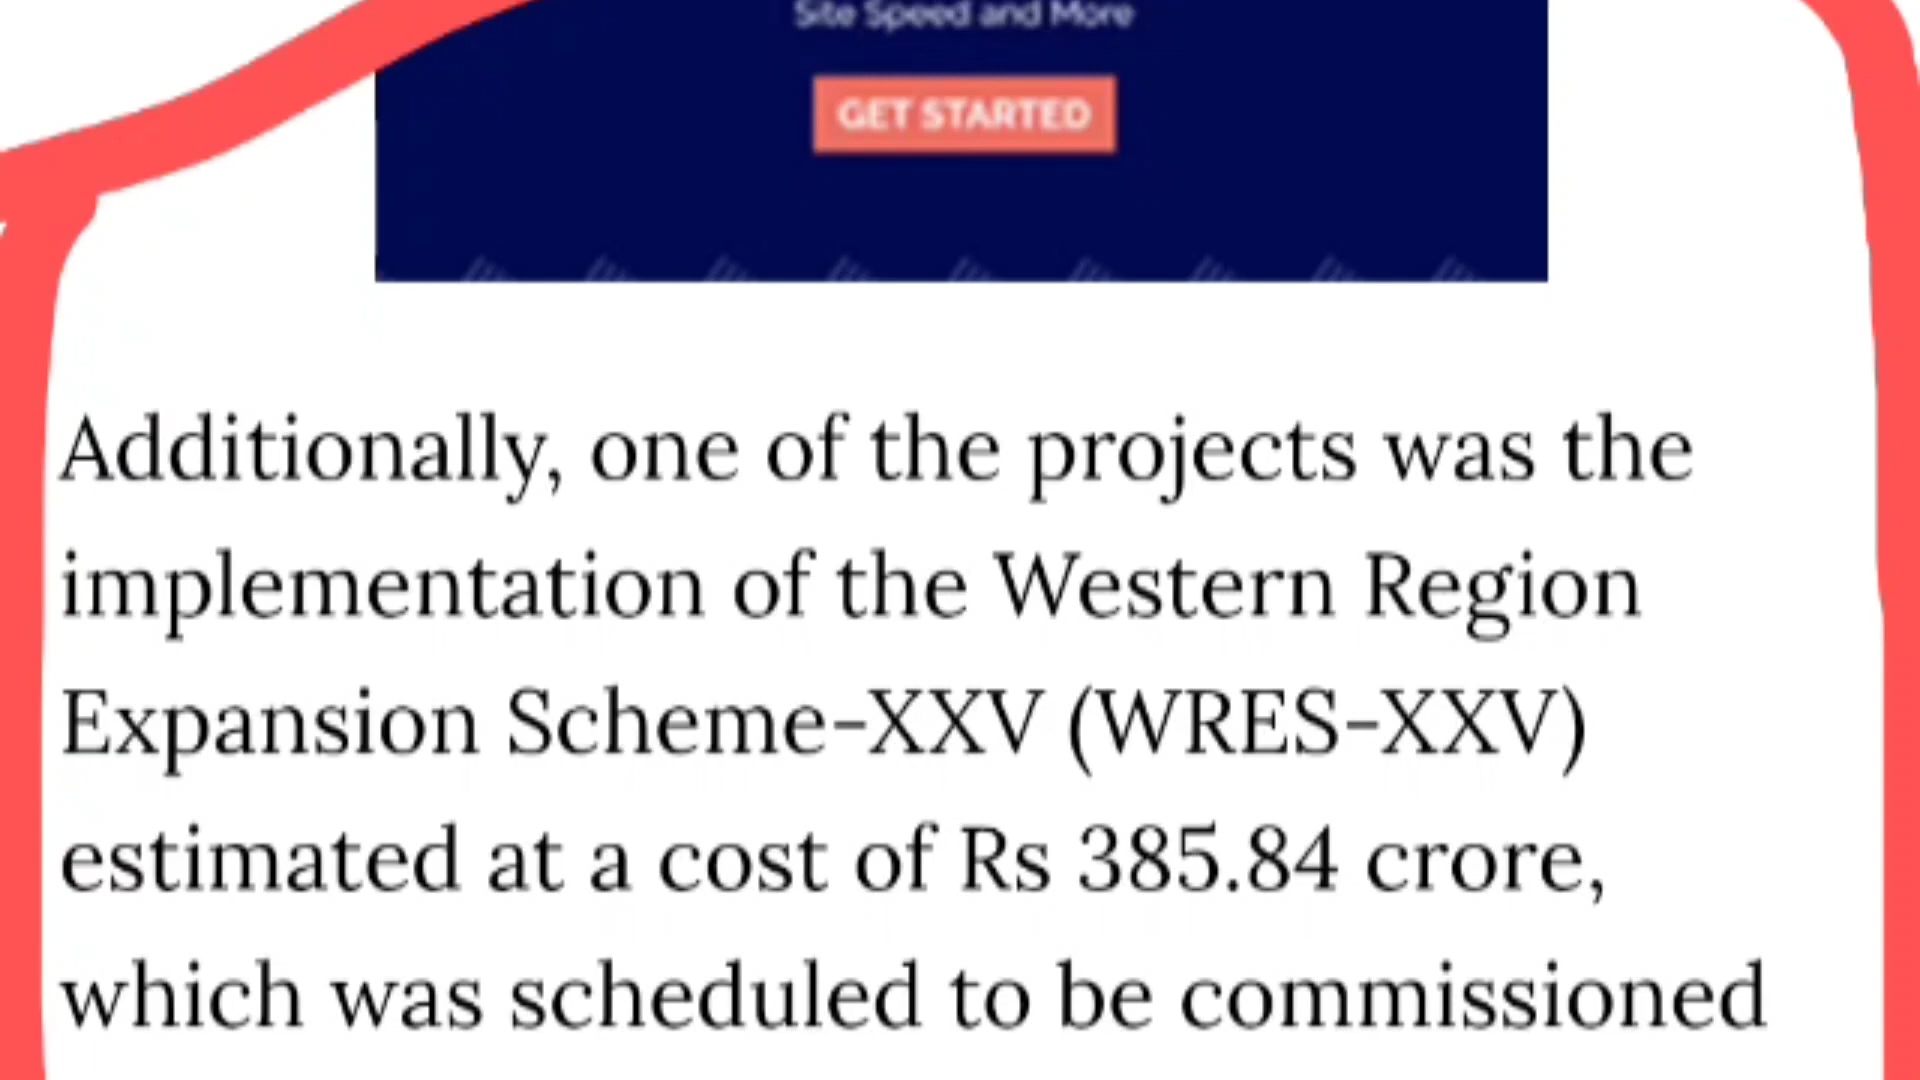 Site Speed and More
GET STARTED
Additionally, one of the projects was the
implementation of the Western Region
Expansion Scheme-XXV (WRES-XXV)
estimated at a cost of Rs 385.84 crore,
which was scheduled to be commissioned